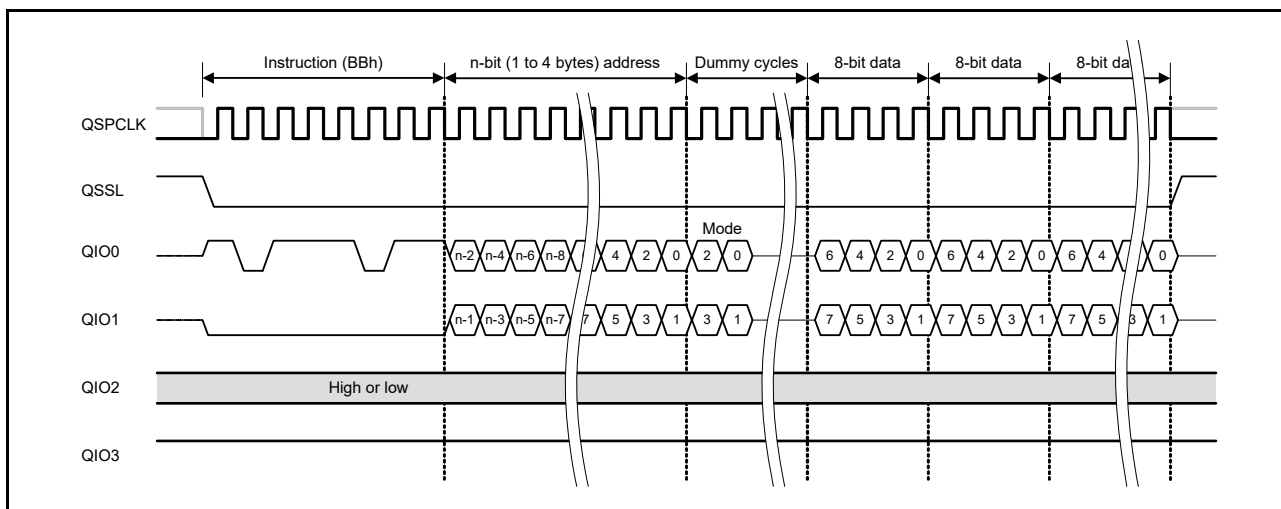 Instruction (BBh) n-bit (1 to 4 bytes) address Dummy cycles 8-bit data 8-bit data 8-bit da
QSPCLK
QSSL
Mode
QIO0 n-2 n-4 n-6 n-8 4 2 0 2 0 6 4 2 0 6 4 2 0 6 4 0
QIO1 n-1 n-3 n-5 n-7 7 5 3 1 3 1 7 5 3 1 7 5 3 1 7 5 3 1
QIO2 High or low
QIO3